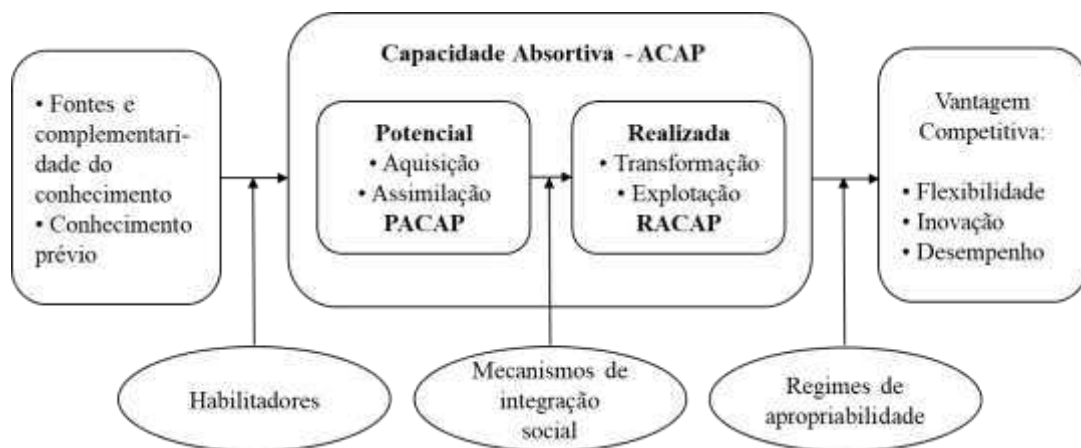 • Fontes e
complementari-
dade do
conhecimento
• Conhecimento
prévio
Capacidade Absortiva - ACAP
Potencial
• Aquisição
• Assimilação
PACAP
Realizada
• Transformação
• Explotação
RACAP
Vantagem
Competitiva:
• Flexibilidade
• Inovação
• Desempenho
Habilitadores
Mecanismos de
integração
social
Regimes de
apropriabilidade